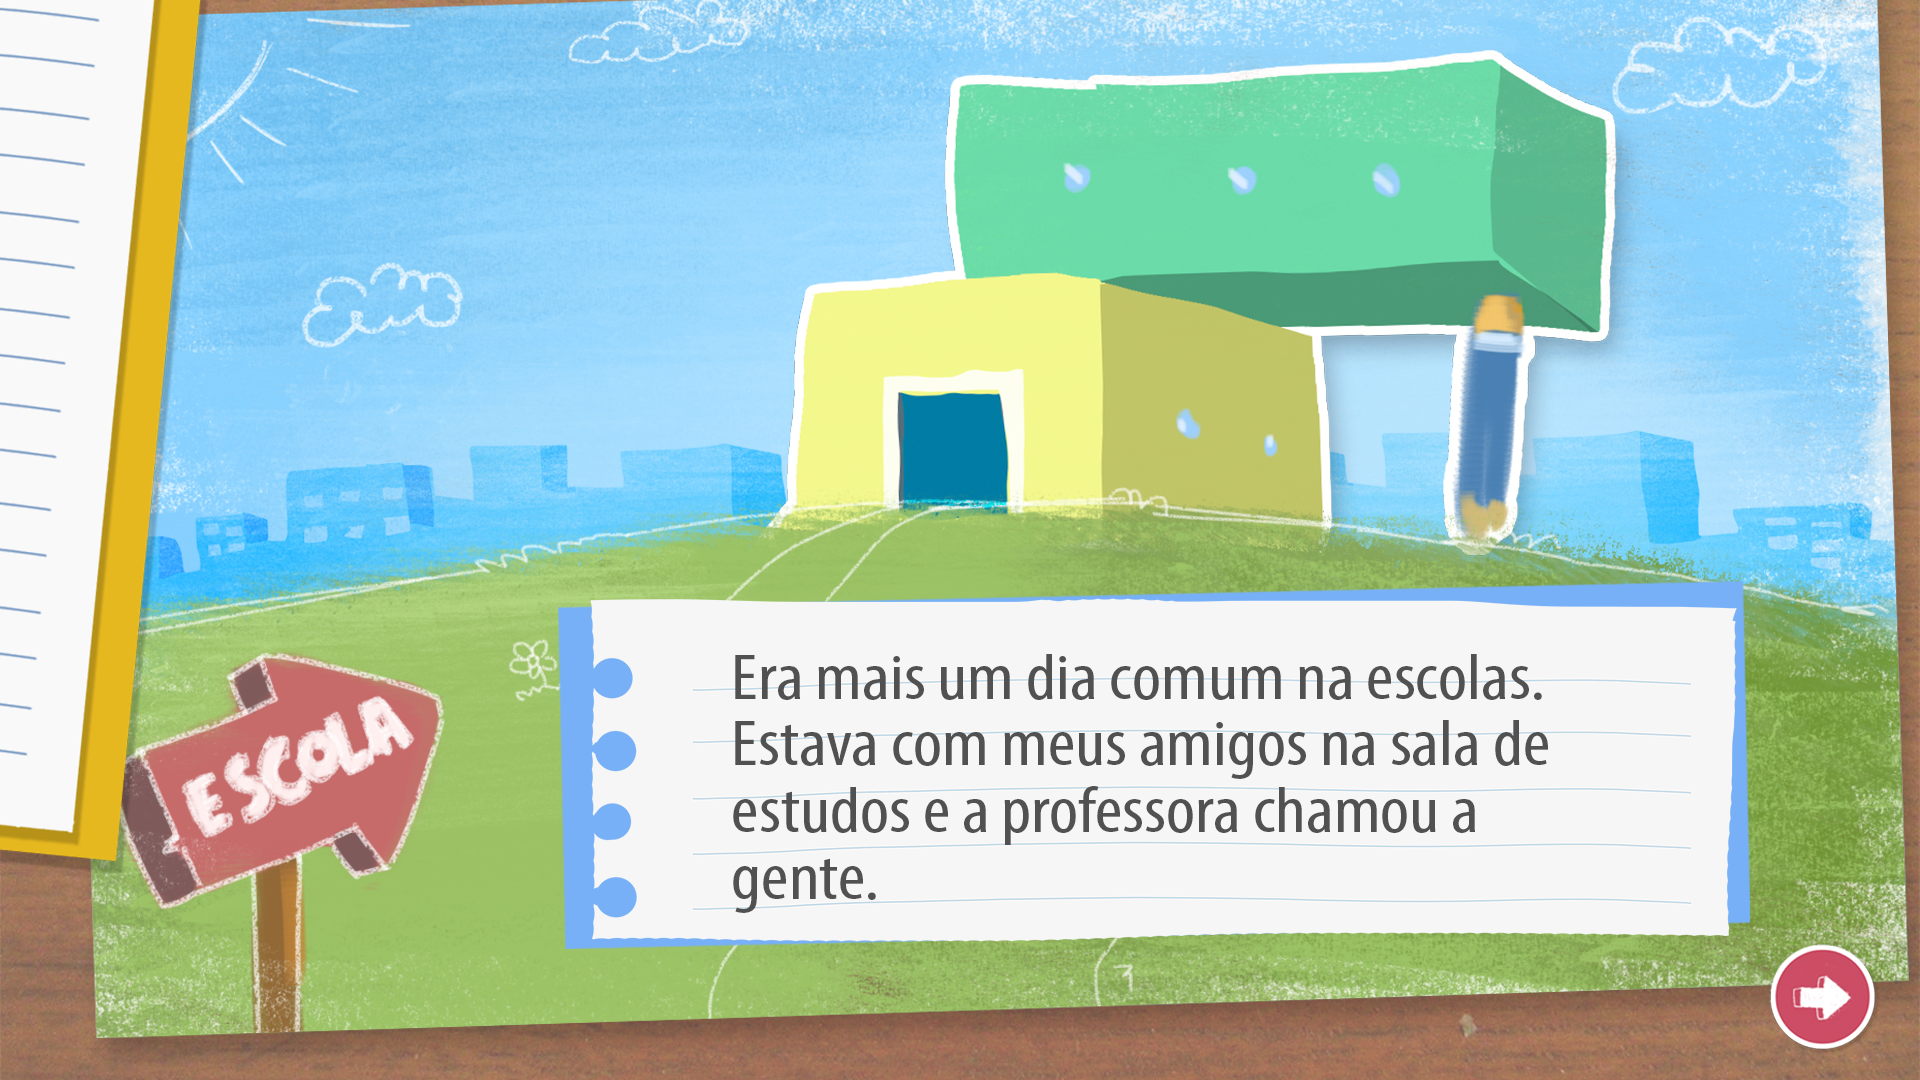 ESCOLA
Era mais um dia comum na escolas.
Estava com meus amigos na sala de
estudos e a professora chamou a
gente.